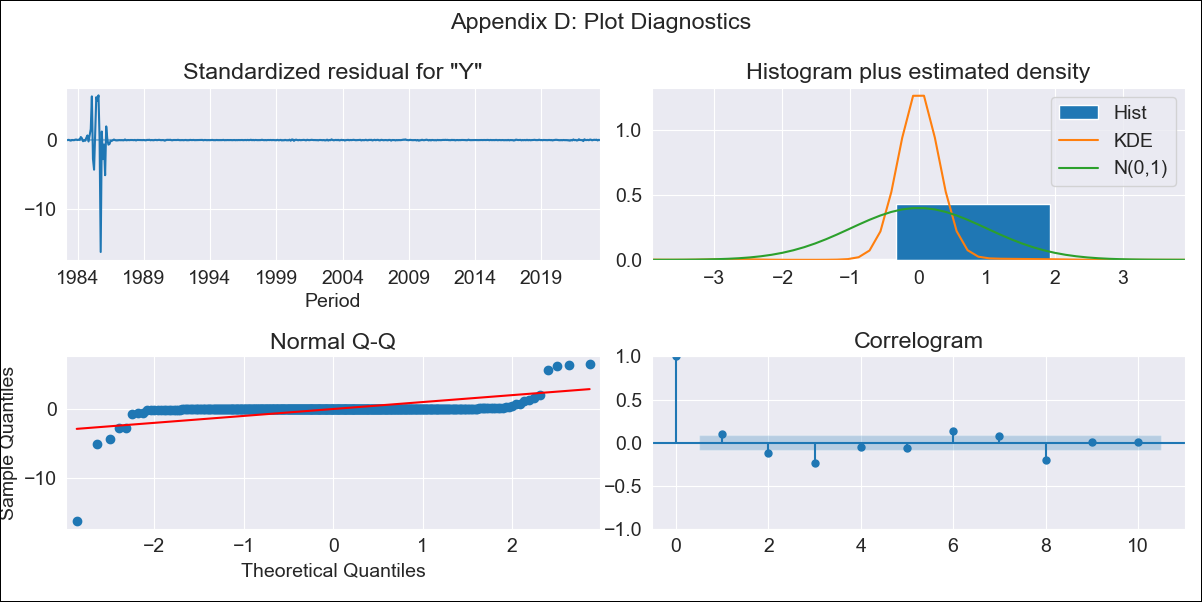 Appendix D: Plot Diagnostics
Standardized residual for "Y"
0
−10
1984 1989 1994 1999 2004 2009 2014 2019
Period
Histogram plus estimated density
1.0
0.5
0.0
−3 −2 −1 0 1 2 3
Hist
KDE
N(0,1)
Normal Q-Q
Sample Quantiles
0
−10
−2 −1 0 1 2
Theoretical Quantiles
Correlogram
1.0
0.5
0.0
−0.5
−1.0
0 2 4 6 8 10